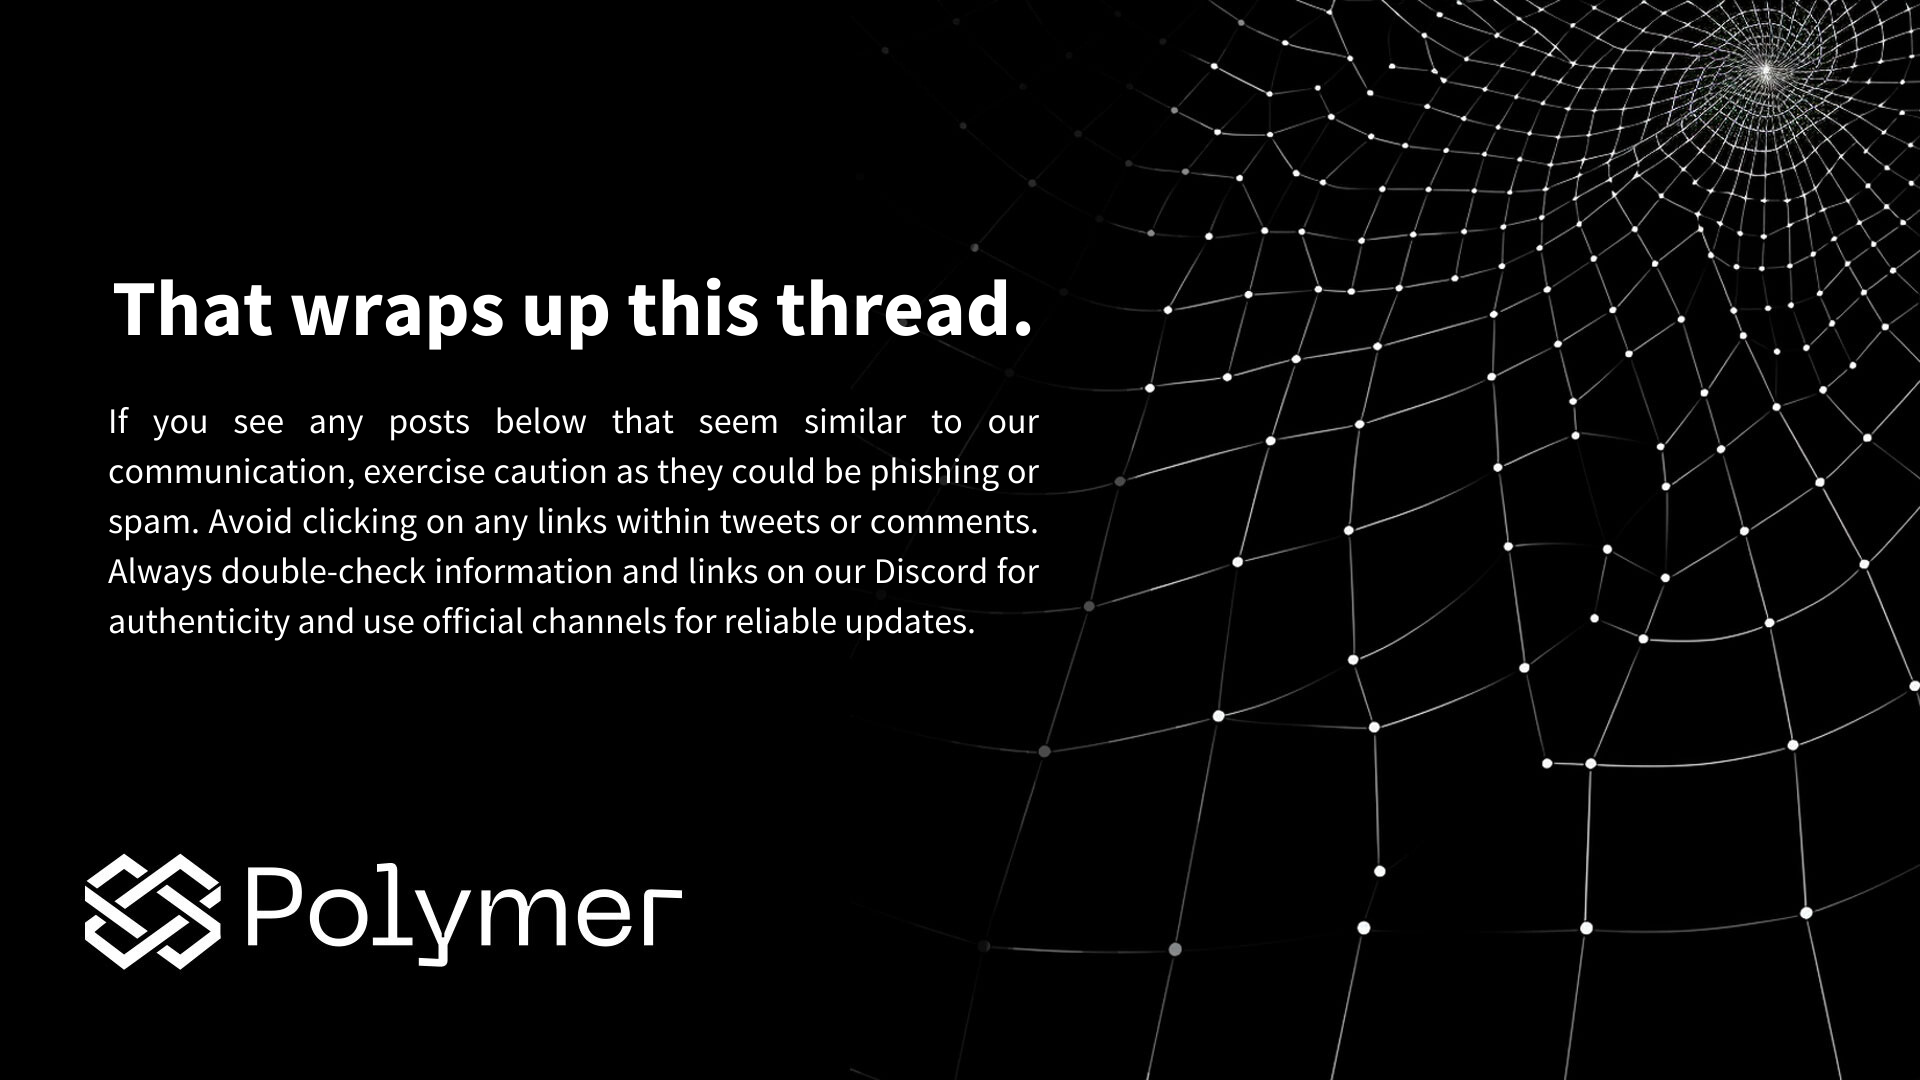 That wraps up this thread.
If you see any posts below that seem similar to our
communication, exercise caution as they could be phishing or
spam. Avoid clicking on any links within tweets or comments.
Always double-check information and links on our Discord for
authenticity and use official channels for reliable updates.
Polymer